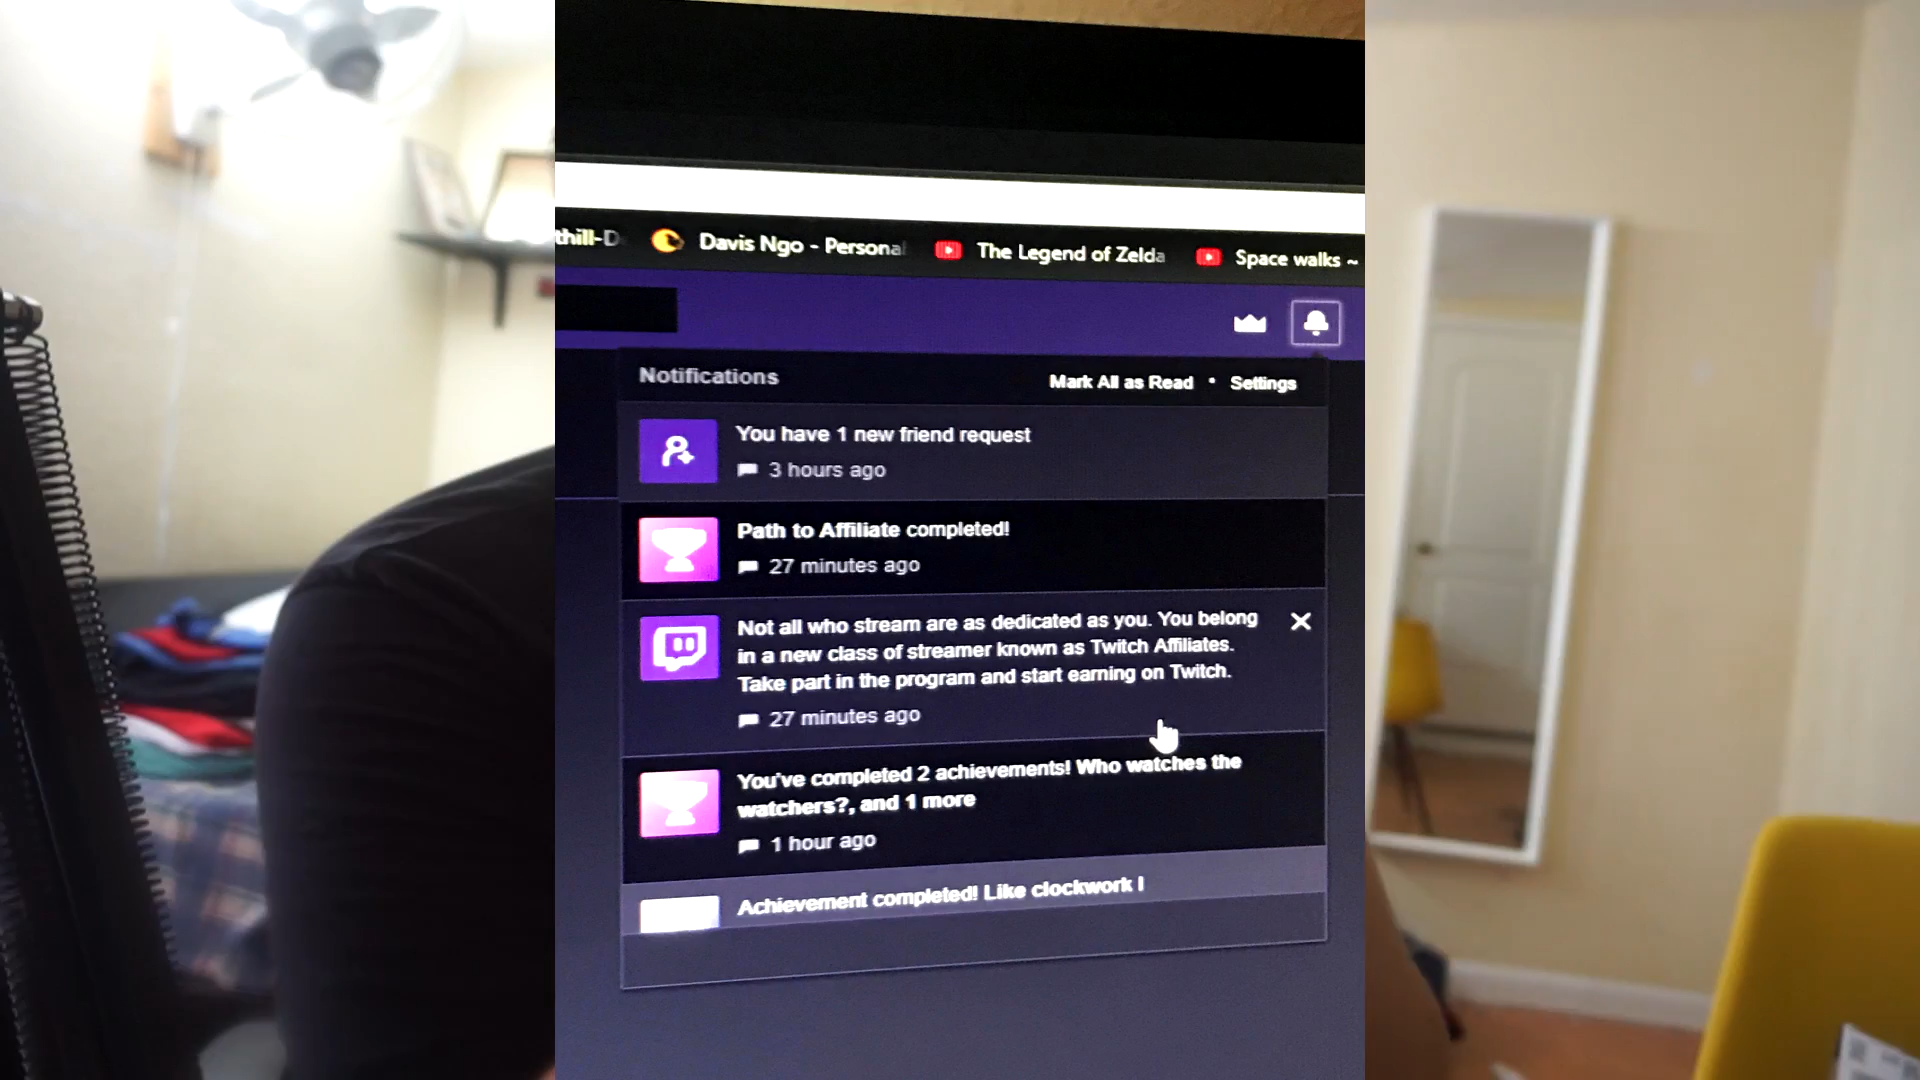 thill-D
Davis Ngo - Personal
The Legend of Zelda
Space walks ~
Notifications
Mark All as Read • Settings
You have 1 new friend request
3 hours ago
Path to Affiliate completed!
27 minutes ago
Not all who stream are as dedicated as you. You belong
in a new class of streamer known as Twitch Affiliates.
Take part in the program and start earning on Twitch.
27 minutes ago
You've completed 2 achievements! Who watches the
watchers?, and 1 more
1 hour ago
Achievement completed! Like clockwork I